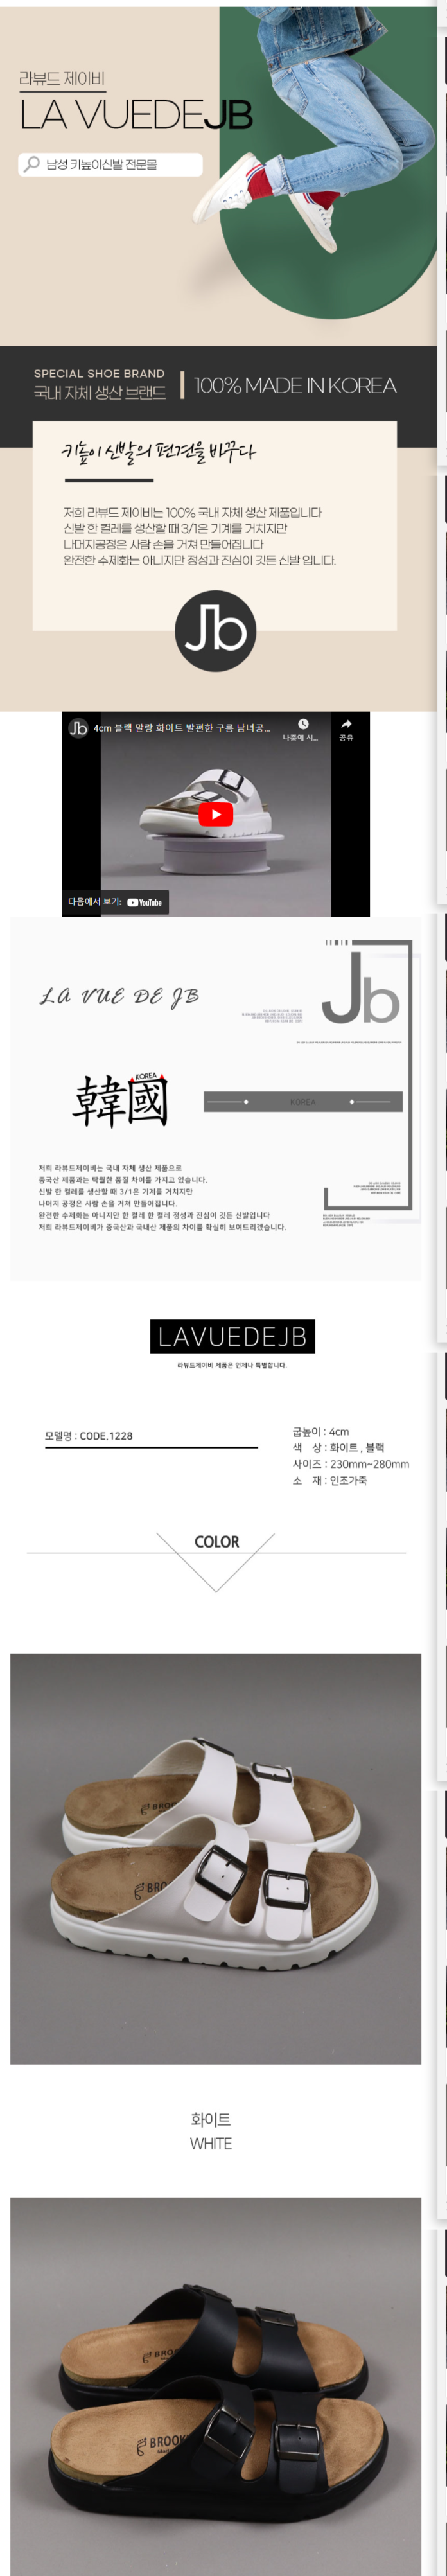 라뷰드 제이비
LA VUEDEJB
남성 키높이신발 전문몰
SPECIAL SHOE BRAND
국내 자체 생산 브랜드
100% MADE IN KOREA
키높이 신발의 편견을 바꾸다
저희 라뷰드 제이비는 100% 국내 자체 생산 제품입니다
신발 한 켤레를 생산할 때 3/1은 기계를 거치지만
나머지공정은 사람 손을 거쳐 만들어집니다
완전한 수제화는 아니지만 정성과 진심이 깃든 신발 입니다.
Jb
Jb
4cm 블랙 말랑 화이트 발편한 구름 남녀공...
나중에 시...
공유
다음에서 보기:
YouTube
LA VUE DE JB
Jb
KOREA
韓國
KOREA
저희 라뷰드제이비는 국내 자체 생산 제품으로
중국산 제품과는 탁월한 품질 차이를 가지고 있습니다.
신발 한 켤레를 생산할 때 3/1은 기계를 거치지만
나머지 공정은 사람 손을 거쳐 만들어집니다.
완전한 수제화는 아니지만 한 켤레 한 켤레 정성과 진심이 깃든 신발입니다
저희 라뷰드제이비가 중국산과 국내산 제품의 차이를 확실히 보여드리겠습니다.
LAVUEDEJB
라뷰드제이비 제품은 언제나 특별합니다.
모델명 : CODE.1228
굽높이 : 4cm
색 상 : 화이트 , 블랙
사이즈 : 230mm~280mm
소 재 : 인조가죽
COLOR
BROO
BRO
화이트
WHITE
BROO
BROOK